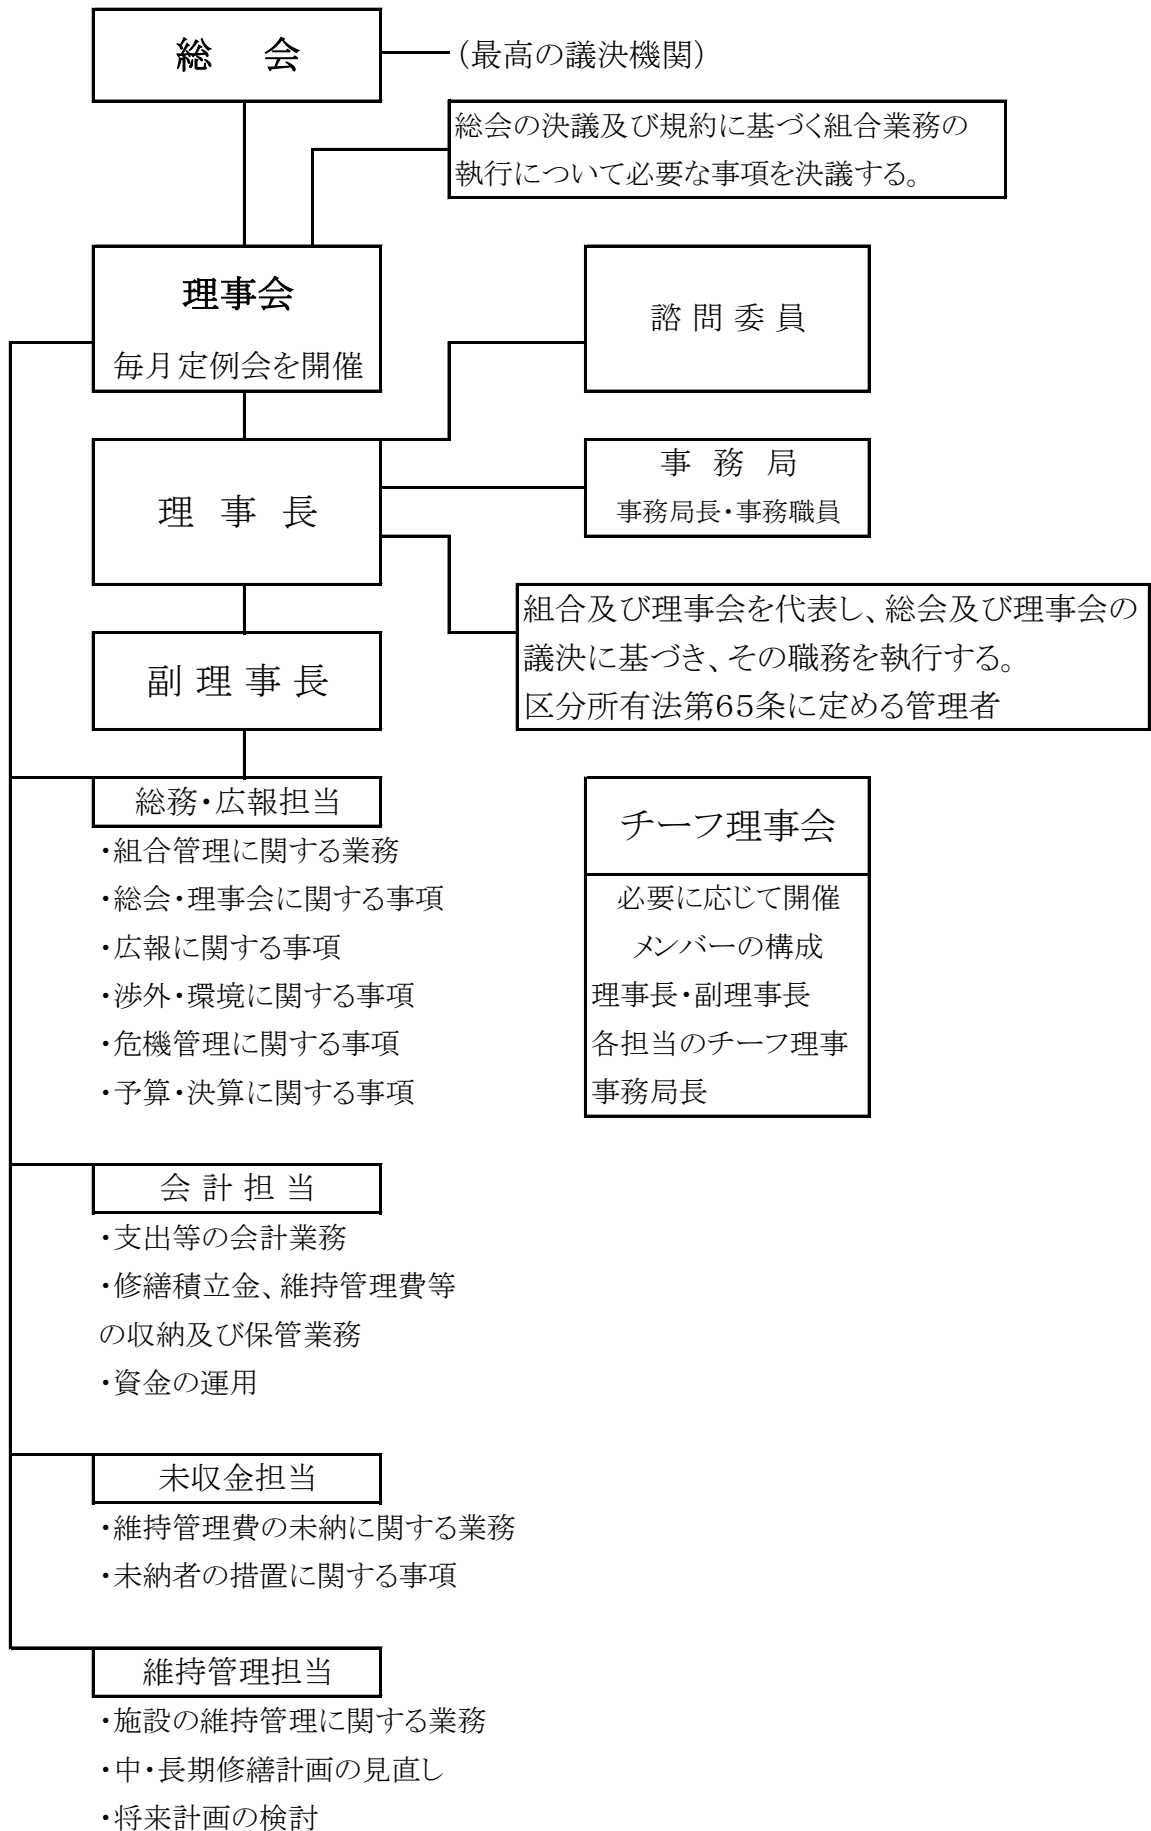 総　会
（最高の議決機関）
総会の決議及び規約に基づく組合業務の
執行について必要な事項を決議する。
理事会
毎月定例会を開催
諮 問 委 員
理　事　長
事　務　局
事務局長・事務職員
組合及び理事会を代表し、総会及び理事会の
議決に基づき、その職務を執行する。
区分所有法第65条に定める管理者
副 理 事 長
総務・広報担当
・組合管理に関する業務
・総会・理事会に関する事項
・広報に関する事項
・渉外・環境に関する事項
・危機管理に関する事項
・予算・決算に関する事項
チーフ理事会
必要に応じて開催
メンバーの構成
理事長・副理事長
各担当のチーフ理事
事務局長
会 計 担 当
・支出等の会計業務
・修繕積立金、維持管理費等
の収納及び保管業務
・資金の運用
未収金担当
・維持管理費の未納に関する業務
・未納者の措置に関する事項
維持管理担当
・施設の維持管理に関する業務
・中・長期修繕計画の見直し
・将来計画の検討